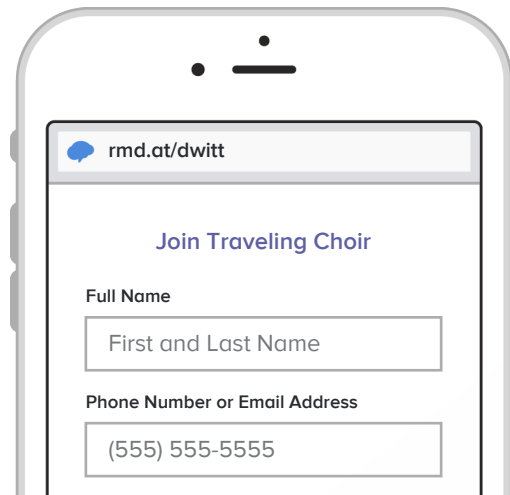 rmd.at/dwitt
Join Traveling Choir
Full Name
First and Last Name
Phone Number or Email Address
(555) 555-5555